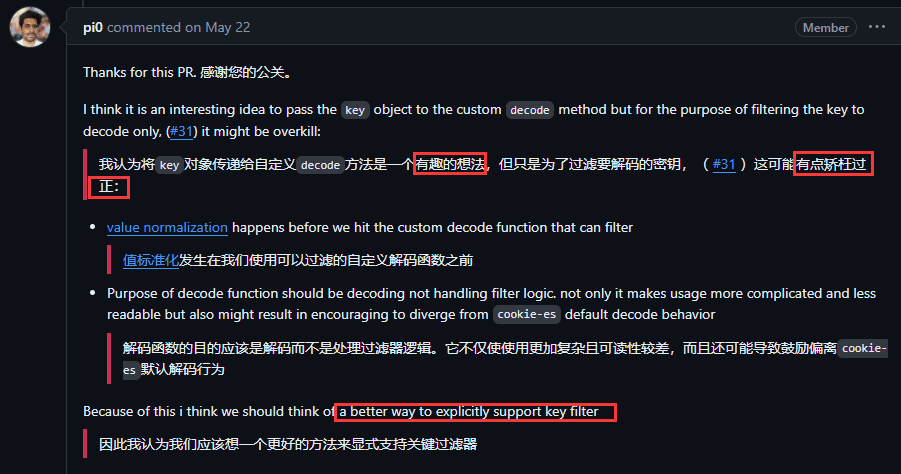 pi0 commented on May 22
Member
Thanks for this PR. 感谢您的公关。
I think it is an interesting idea to pass the key object to the custom decode method but for the purpose of filtering the key to
decode only, (#31) it might be overkill:
我认为将 key 对象传递给自定义 decode 方法是一个有趣的想法，但只是为了过滤要解码的密钥，（ #31 ）这可能有点矫枉过
正：
value normalization happens before we hit the custom decode function that can filter
值标准化发生在我们使用可以过滤的自定义解码函数之前
Purpose of decode function should be decoding not handling filter logic. not only it makes usage more complicated and less
readable but also might result in encouraging to diverge from cookie-es default decode behavior
解码函数的目的应该是解码而不是处理过滤器逻辑。它不仅使使用更加复杂且可读性较差，而且还可能导致鼓励偏离 cookie-
es 默认解码行为
Because of this i think we should think of a better way to explicitly support key filter
因此我认为我们应该想一个更好的方法来显式支持关键过滤器